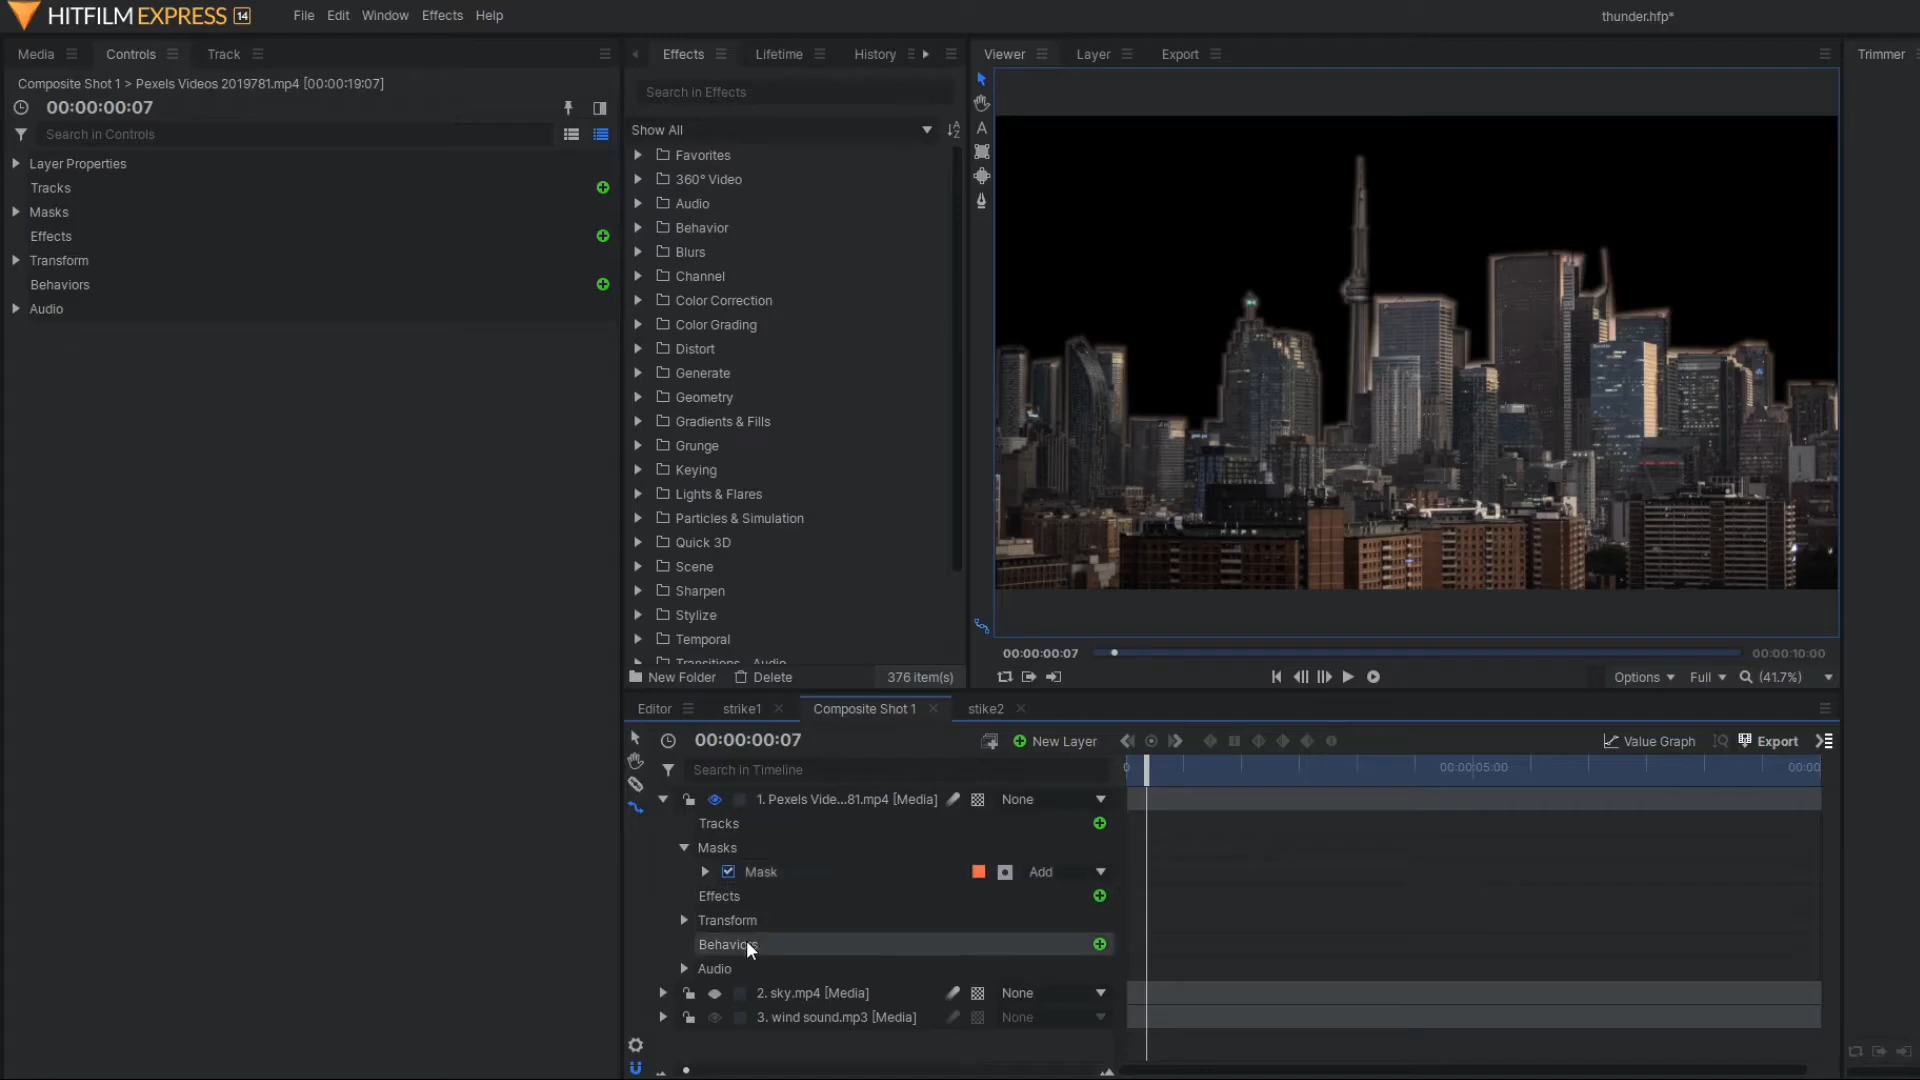 HITFILM EXPRESS 14
File Edit Window Effects Help
thunder.hfp*
Media Controls Track
Composite Shot 1 > Pexels Videos 2019781.mp4 [00:00:19:07]
00:00:00:07
Search in Controls
Layer Properties
Tracks
Masks
Effects
Transform
Behaviors
Audio
Effects Lifetime History
Search in Effects
Show All
Favorites
360° Video
Audio
Behavior
Blurs
Channel
Color Correction
Color Grading
Distort
Generate
Geometry
Gradients & Fills
Grunge
Keying
Lights & Flares
Particles & Simulation
Quick 3D
Scene
Sharpen
Stylize
Temporal
Transitions - Audio
New Folder Delete 376 item(s)
Viewer Layer Export
00:00:00:07 00:00:10:00
Options Full (41.7%)
Trimmer
Editor strike1 Composite Shot 1 stike2
00:00:00:07 New Layer Value Graph Export
Search in Timeline
0 00:00:05:00 00:00
1. Pexels Vide...81.mp4 [Media] None
Tracks
Masks
Mask Add
Effects
Transform
Behaviors
Audio
2. sky.mp4 [Media] None
3. wind sound.mp3 [Media] None